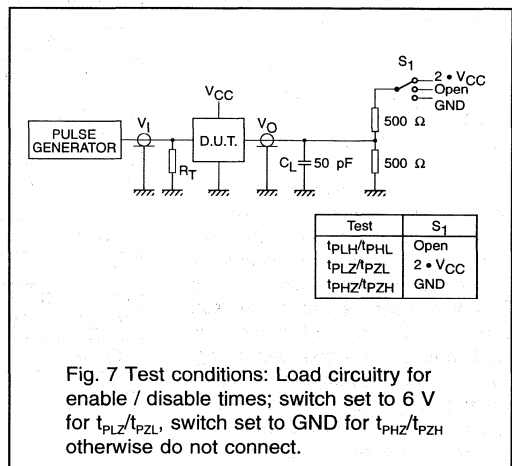 S1
2 • VCC
Open
GND
VCC
VI
VO
PULSE
GENERATOR
D.U.T.
500 Ω
RT
CL
50 pF
500 Ω
Test S1
tPLH/tPHL Open
tPLZ/tPZL 2 • VCC
tPHZ/tPZH GND
Fig. 7 Test conditions: Load circuitry for
enable / disable times; switch set to 6 V
for tPLZ/tPZL, switch set to GND for tPHZ/tPZH
otherwise do not connect.